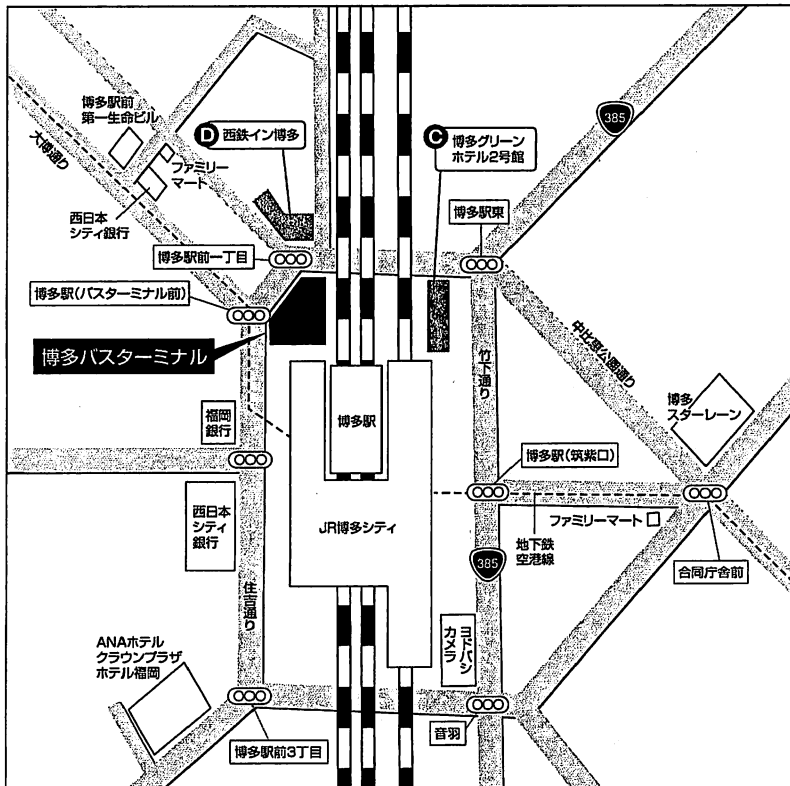 385
博多駅前
第一生命ビル
D 西鉄イン博多
C 博多グリーン
ホテル2号館
大博通り
ファミリー
マート
西日本
シティ銀行
博多駅東
博多駅前一丁目
博多駅(バスターミナル前)
博多バスターミナル
竹下通り
中比恵公園通り
博多
スターレーン
福岡
銀行
博多駅
博多駅(筑紫口)
西日本
シティ
銀行
JR博多シティ
ファミリーマート
地下鉄
空港線
385
合同庁舎前
住吉通り
ヨドバシ
カメラ
ANAホテル
クラウンプラザ
ホテル福岡
博多駅前3丁目
音羽